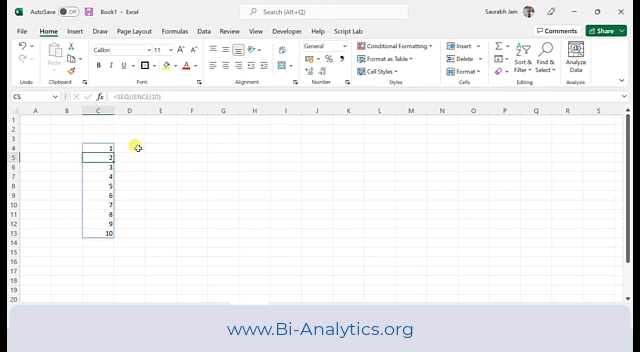 AutoSave Off Book1 - Excel Search (Alt+Q) Saurabh Jain
File Home Insert Draw Page Layout Formulas Data Review View Developer Help Script Lab Comments Share
Calibri 11 A A General Conditional Formatting Insert Sort & Filter Find & Select Analyze Data
B I U A $ % Format as Table Delete
Cell Styles Format
Undo Clipboard Font Alignment Number Styles Cells Editing Analysis
C5 fx =SEQUENCE(10)
A B C D E F G H I J K L M N O P Q R S
1
2
3
4 1
5 2
6 3
7 4
8 5
9 6
10 7
11 8
12 9
13 10
14
15
16
17
18
19
20
www.Bi-Analytics.org